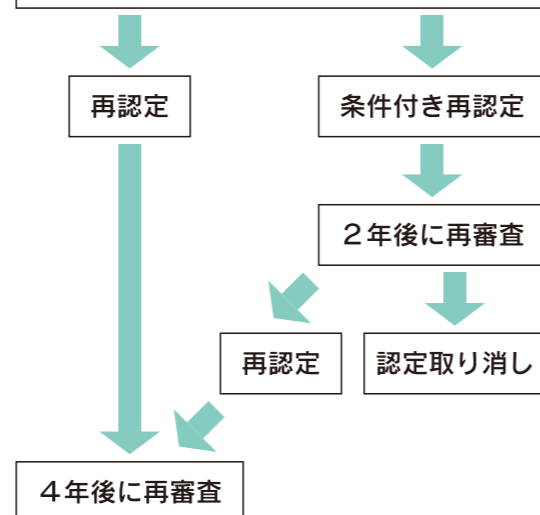 再認定
条件付き再認定
２年後に再審査
再認定
認定取り消し
４年後に再審査